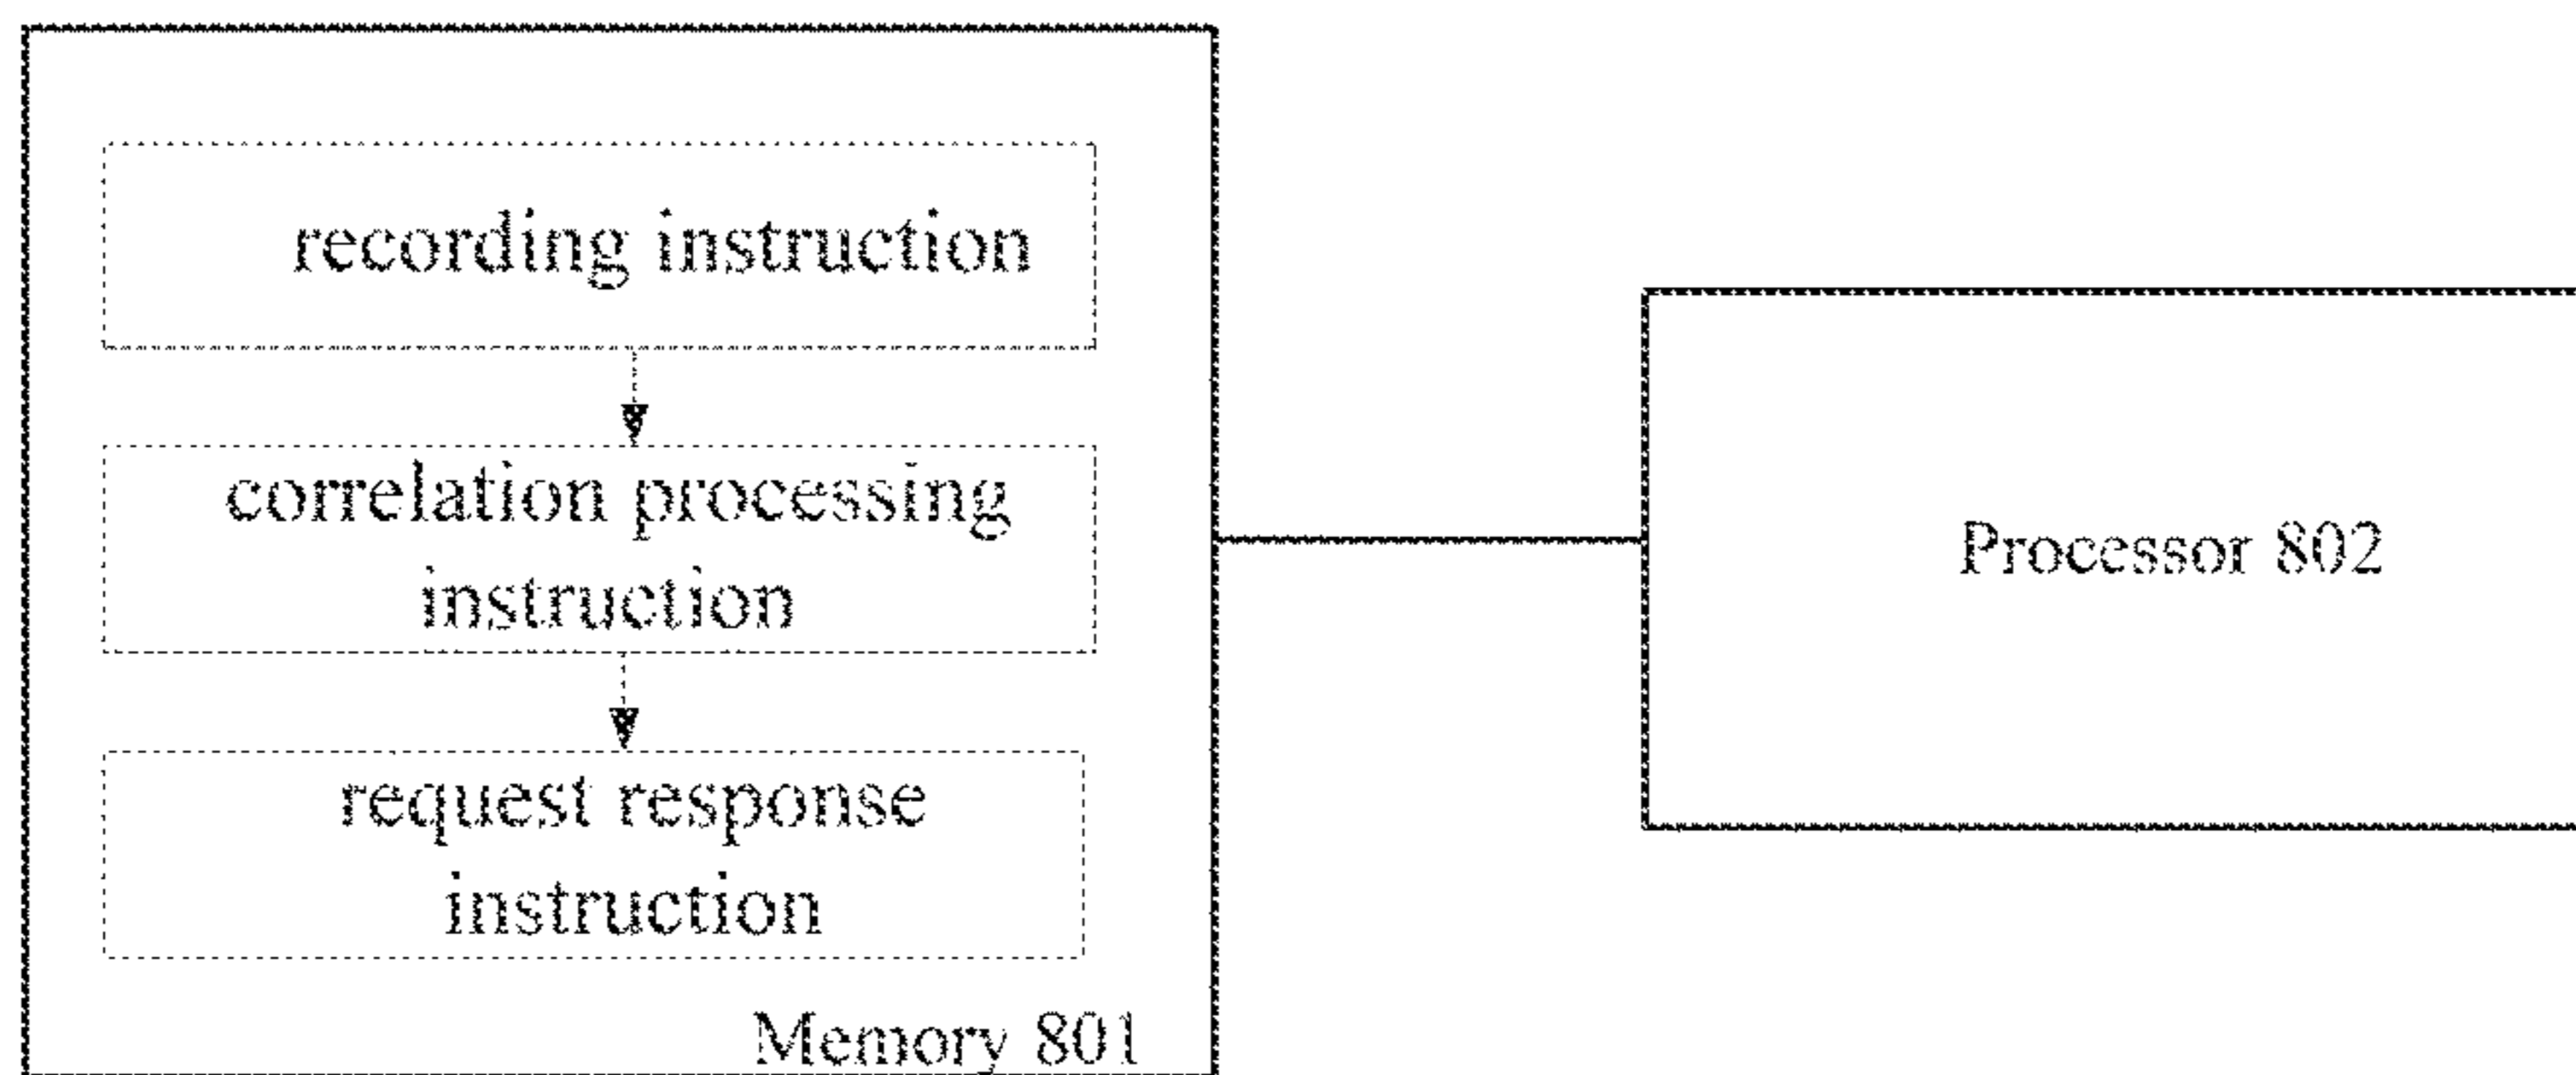 recording instruction
correlation processing
instruction
request response
instruction
Memory 801
Processor 802